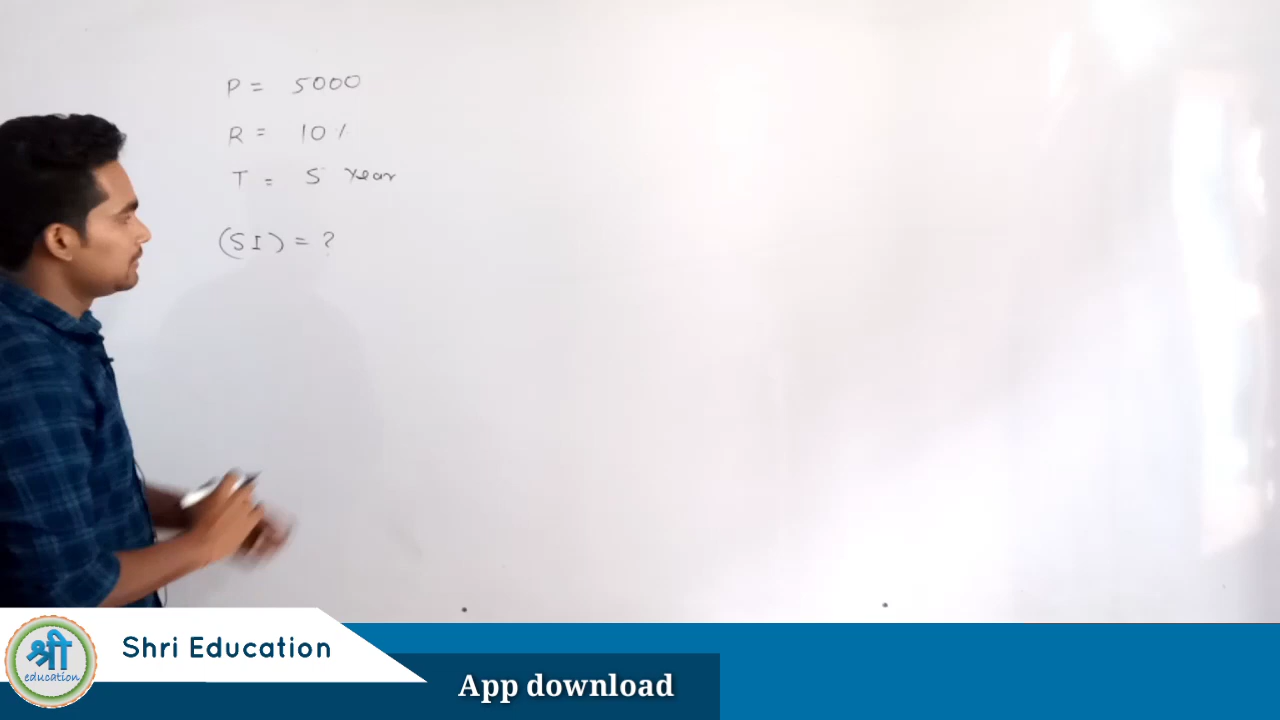 P = 5000
R = 10 %
T = 5 Year
(SI) = ?
श्री
education
Shri Education
App download